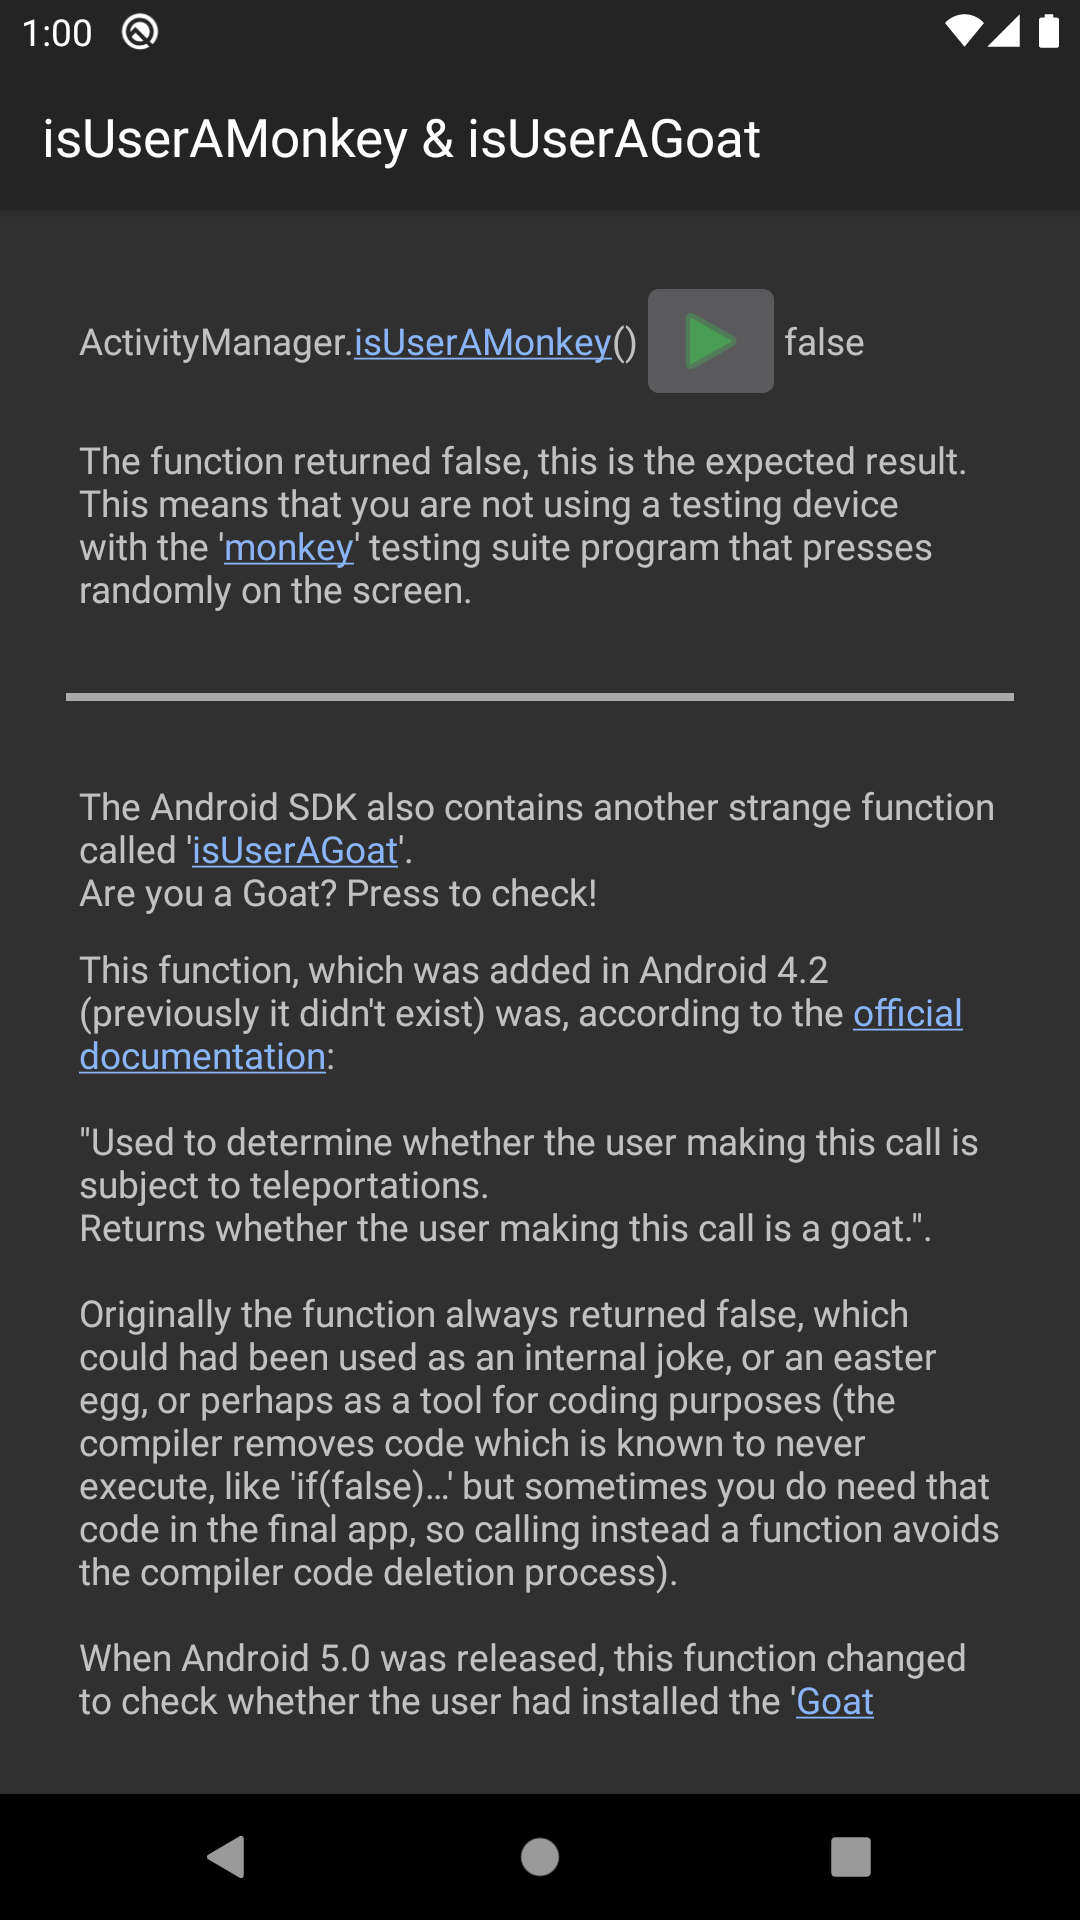 1:00
isUserAMonkey & isUserAGoat
ActivityManager.isUserAMonkey() false
The function returned false, this is the expected result.
This means that you are not using a testing device
with the 'monkey' testing suite program that presses
randomly on the screen.
The Android SDK also contains another strange function
called 'isUserAGoat'.
Are you a Goat? Press to check!
This function, which was added in Android 4.2
(previously it didn't exist) was, according to the official
documentation:
"Used to determine whether the user making this call is
subject to teleportations.
Returns whether the user making this call is a goat.".
Originally the function always returned false, which
could had been used as an internal joke, or an easter
egg, or perhaps as a tool for coding purposes (the
compiler removes code which is known to never
execute, like 'if(false)…' but sometimes you do need that
code in the final app, so calling instead a function avoids
the compiler code deletion process).
When Android 5.0 was released, this function changed
to check whether the user had installed the 'Goat